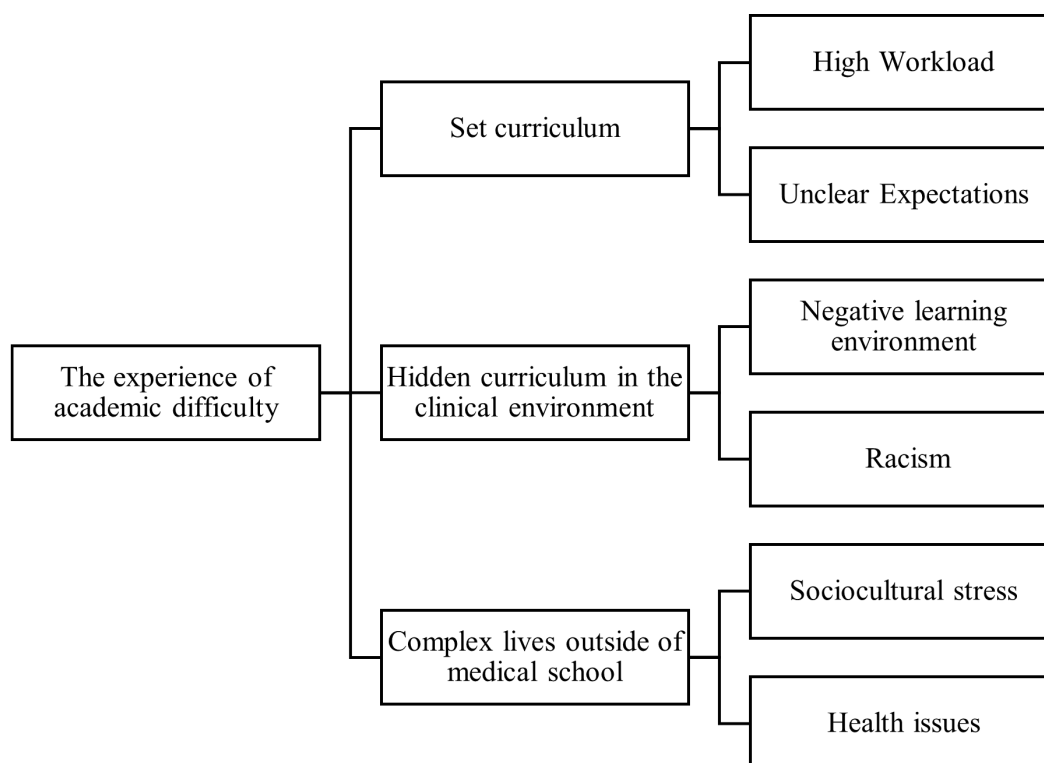 High Workload
Set curriculum
Unclear Expectations
Negative learning
environment
The experience of
academic difficulty
Hidden curriculum in the
clinical environment
Racism
Sociocultural stress
Complex lives outside of
medical school
Health issues